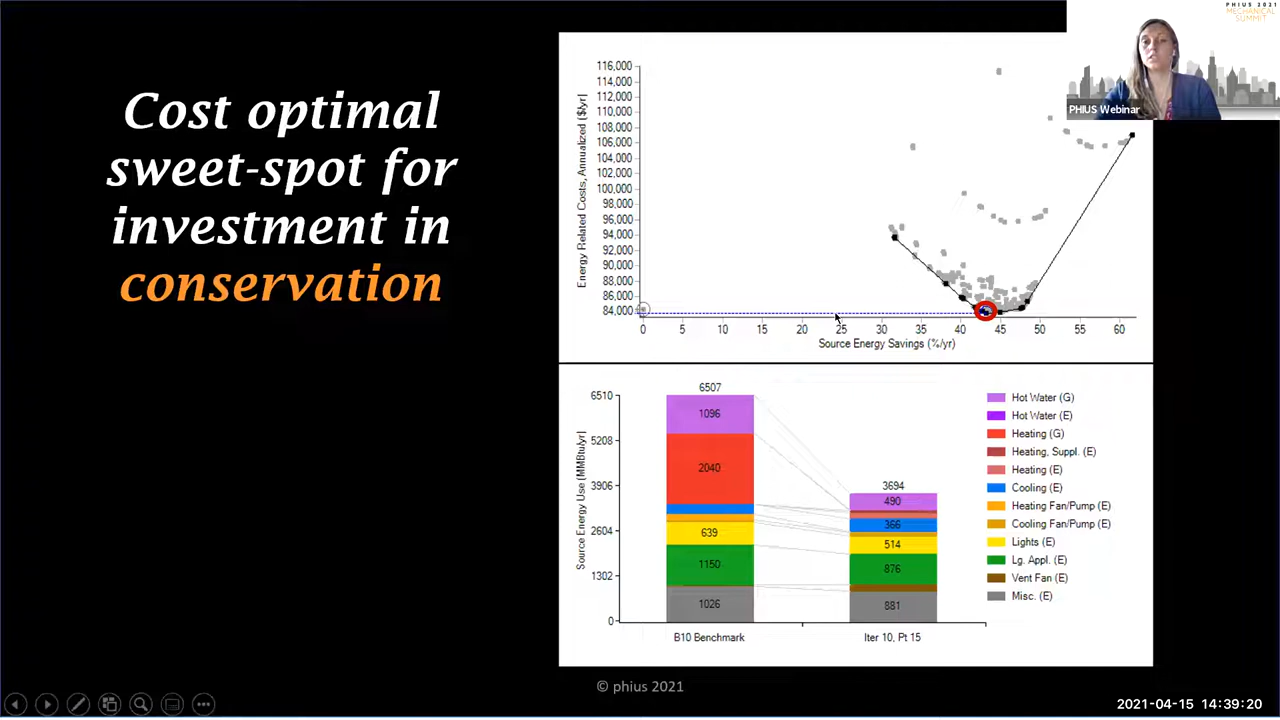 PHIUS 2021
MECHANICAL
SUMMIT
PHIUS Webinar
Cost optimal
sweet-spot for
investment in
conservation
Energy Related Costs, Annualized ($/yr)
116,000
114,000
112,000
110,000
108,000
106,000
104,000
102,000
100,000
98,000
96,000
94,000
92,000
90,000
88,000
86,000
84,000
0 5 10 15 20 25 30 35 40 45 50 55 60
Source Energy Savings (%/yr)
Source Energy Use (MMBtu/yr)
6510
5208
3906
2604
1302
0
6507
1096
2040
639
1150
1026
3694
490
366
514
876
881
B10 Benchmark
Iter 10, Pt 15
Hot Water (G)
Hot Water (E)
Heating (G)
Heating, Suppl. (E)
Heating (E)
Cooling (E)
Heating Fan/Pump (E)
Cooling Fan/Pump (E)
Lights (E)
Lg. Appl. (E)
Vent Fan (E)
Misc. (E)
© phius 2021
2021-04-15 14:39:20